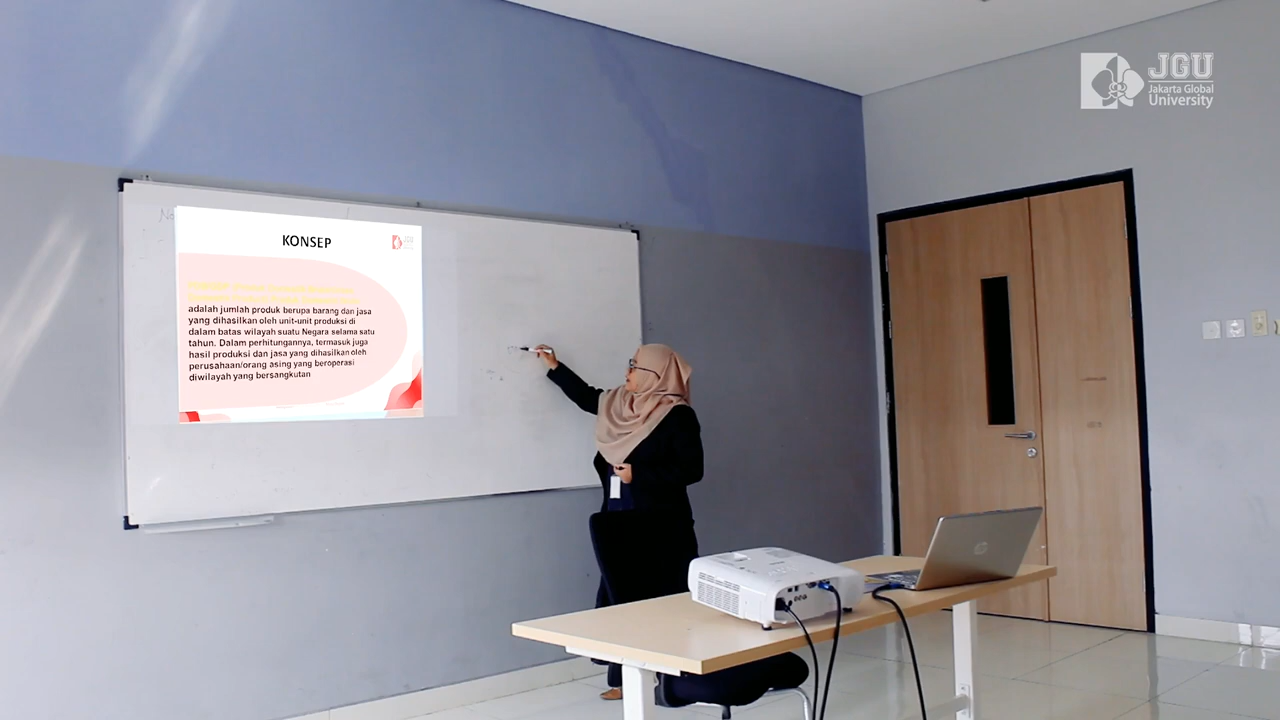 JGU
Jakarta Global
University
KONSEP
JGU
adalah jumlah produk berupa barang dan jasa
yang dihasilkan oleh unit-unit produksi di
dalam batas wilayah suatu Negara selama satu
tahun. Dalam perhitungannya, termasuk juga
hasil produksi dan jasa yang dihasilkan oleh
perusahaan/orang asing yang beroperasi
diwilayah yang bersangkutan